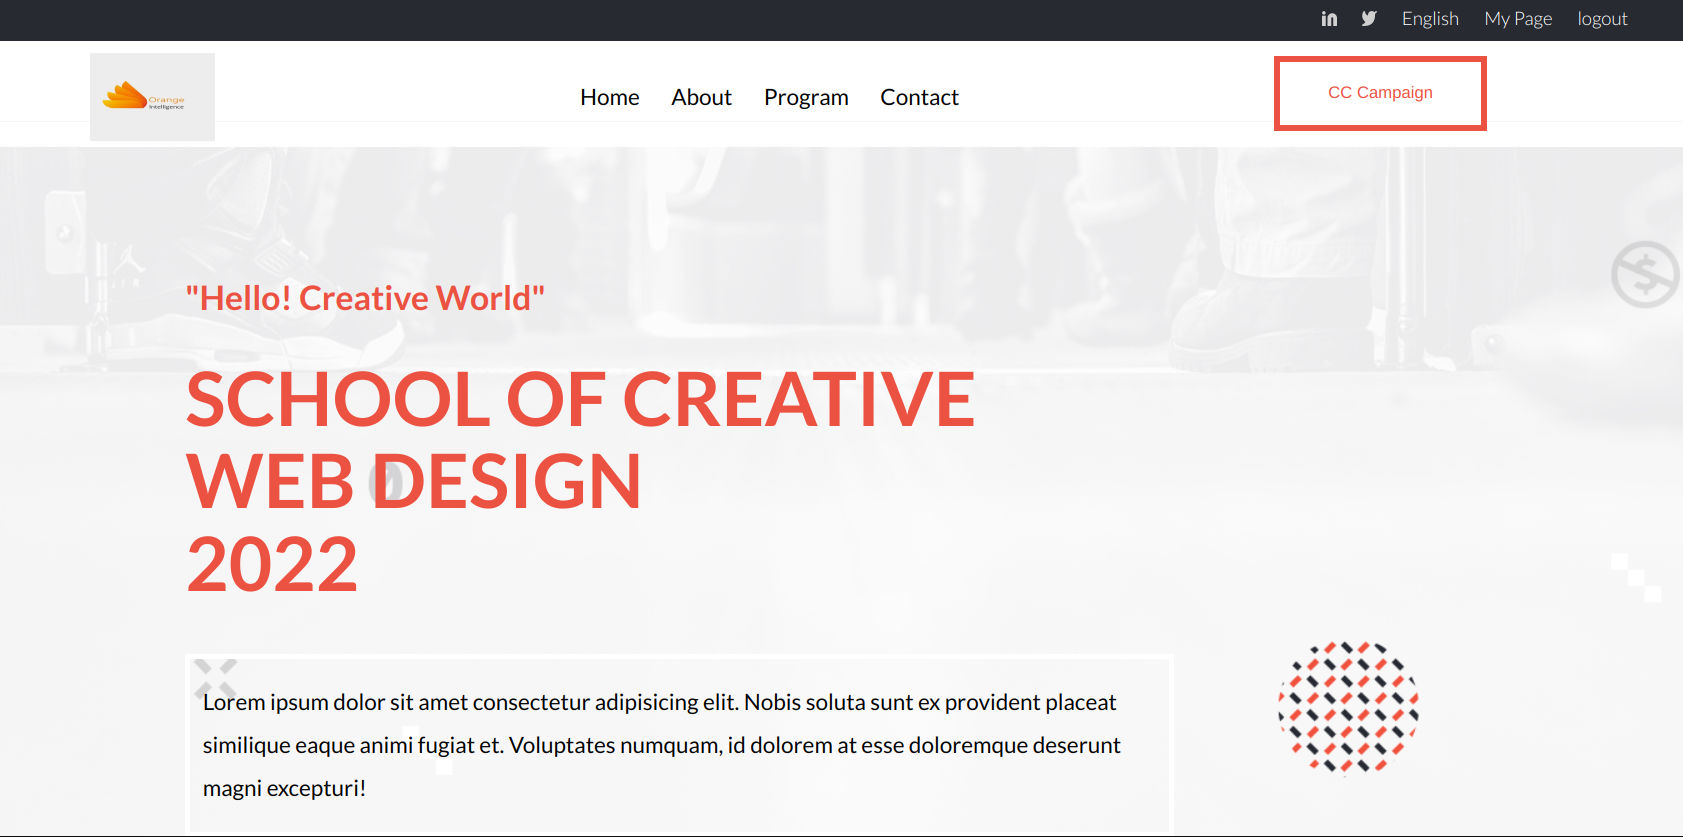 English My Page logout
Orange
Intelligence
Home About Program Contact
CC Campaign
"Hello! Creative World"
SCHOOL OF CREATIVE
WEB DESIGN
2022
Lorem ipsum dolor sit amet consectetur adipisicing elit. Nobis soluta sunt ex provident placeat
similique eaque animi fugiat et. Voluptates numquam, id dolorem at esse doloremque deserunt
magni excepturi!